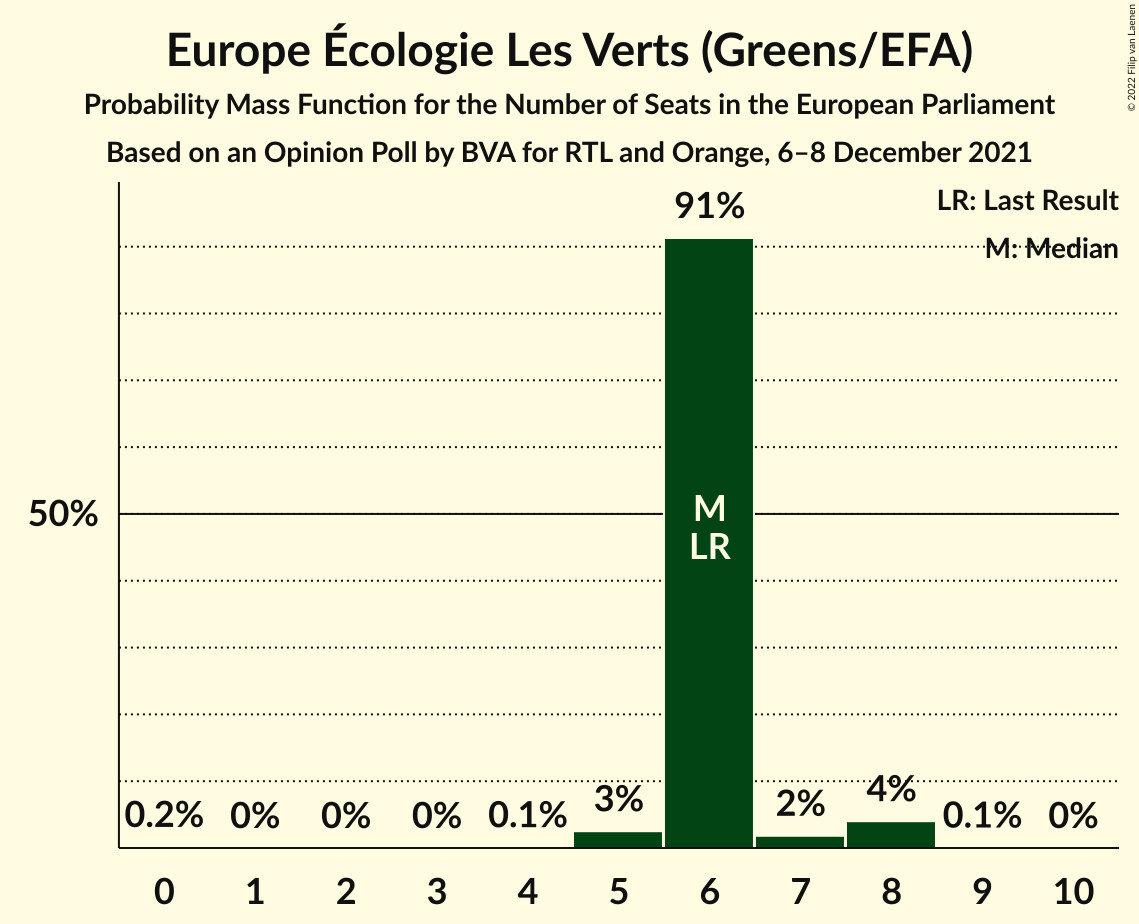 Europe Écologie Les Verts (Greens/EFA)
Probability Mass Function for the Number of Seats in the European Parliament
Based on an Opinion Poll by BVA for RTL and Orange, 6–8 December 2021
© 2022 Filip van Laenen
LR: Last Result
M: Median
91%
50%
M
LR
0.2% 0% 0% 0% 0.1% 3% 2% 4% 0.1% 0%
0 1 2 3 4 5 6 7 8 9 10